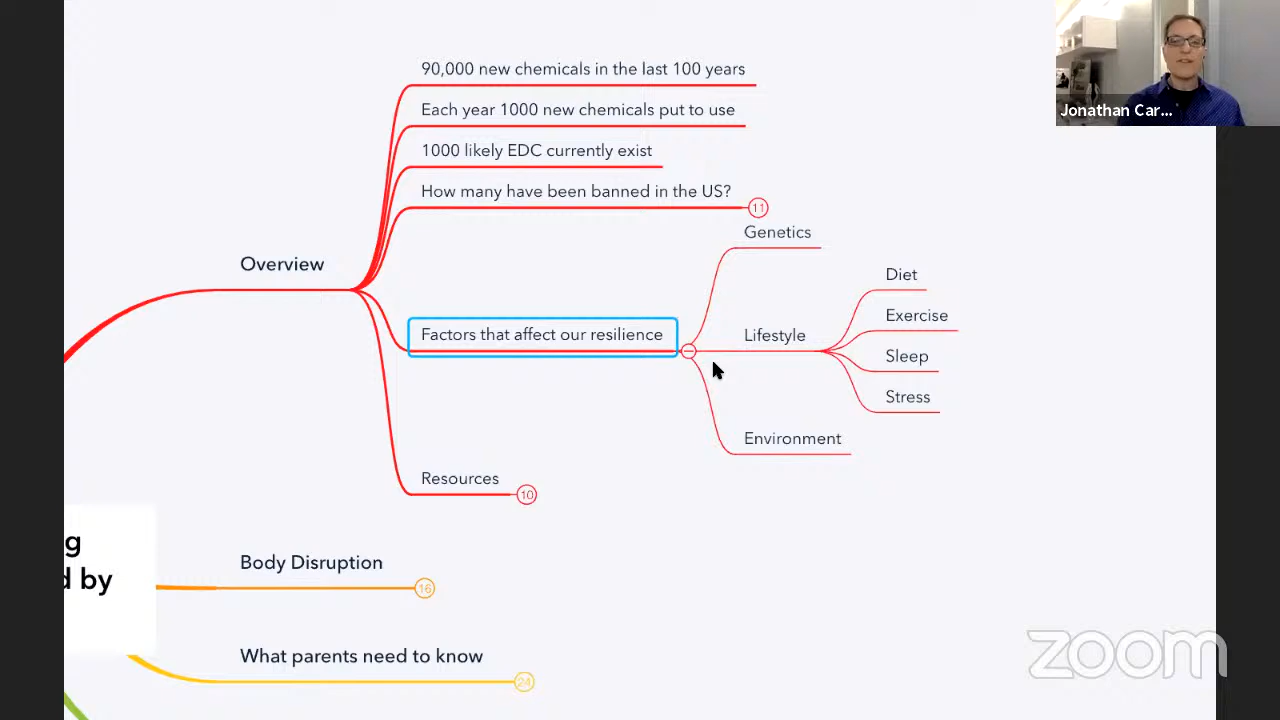 90,000 new chemicals in the last 100 years
Each year 1000 new chemicals put to use
1000 likely EDC currently exist
How many have been banned in the US?
11
Overview
Factors that affect our resilience
Genetics
Lifestyle
Diet
Exercise
Sleep
Stress
Environment
Resources
10
g
d by
Body Disruption
16
What parents need to know
24
Jonathan Car...
zoom